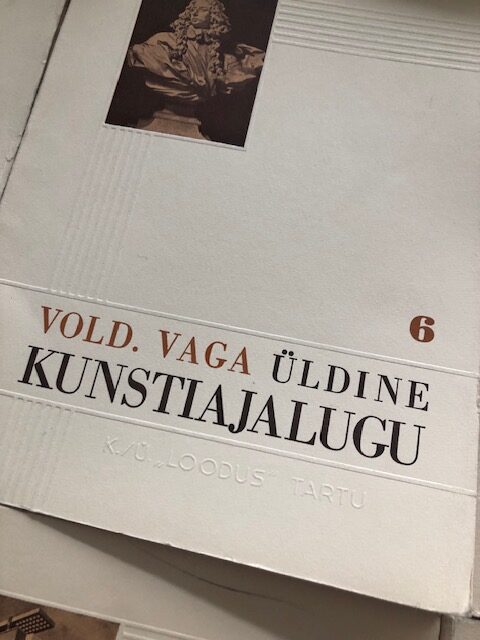 6
VOLD. VAGA ÜLDINE
KUNSTIAJALUGU
K./Ü. „LOODUS" TARTU